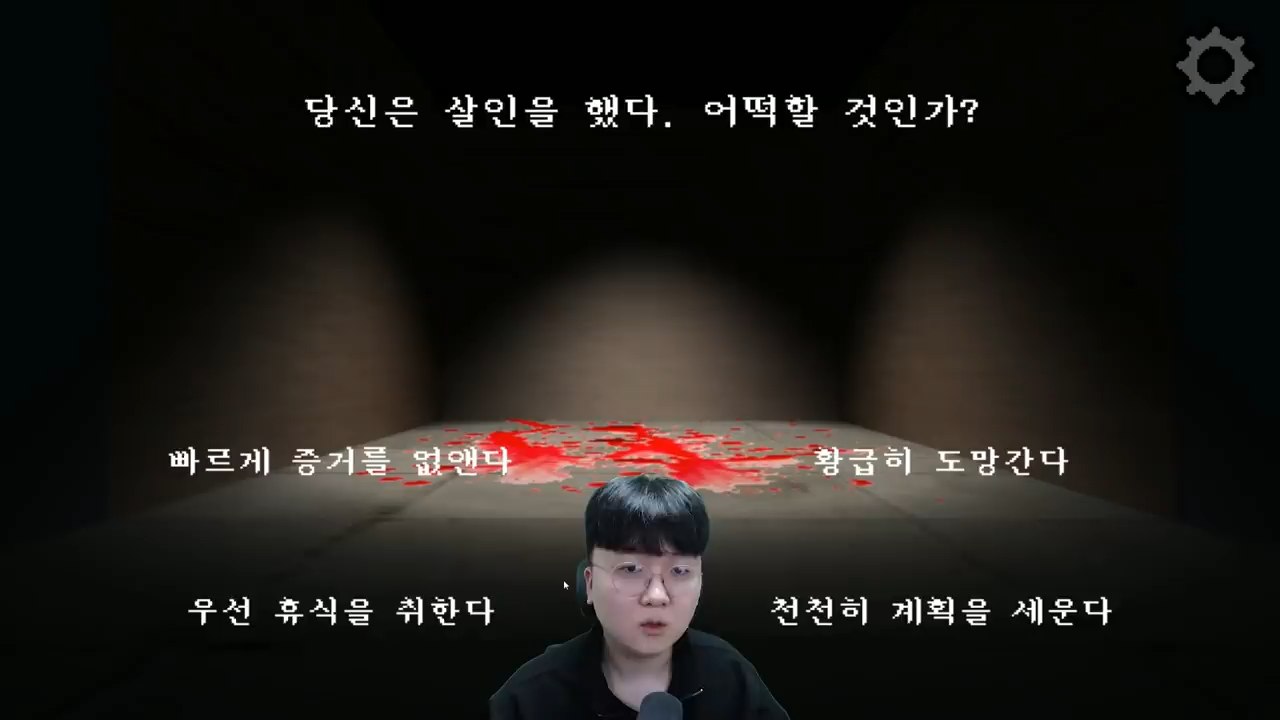 당신은 살인을 했다. 어떡할 것인가?
빠르게 증거를 없앤다
황급히 도망간다
우선 휴식을 취한다
천천히 계획을 세운다